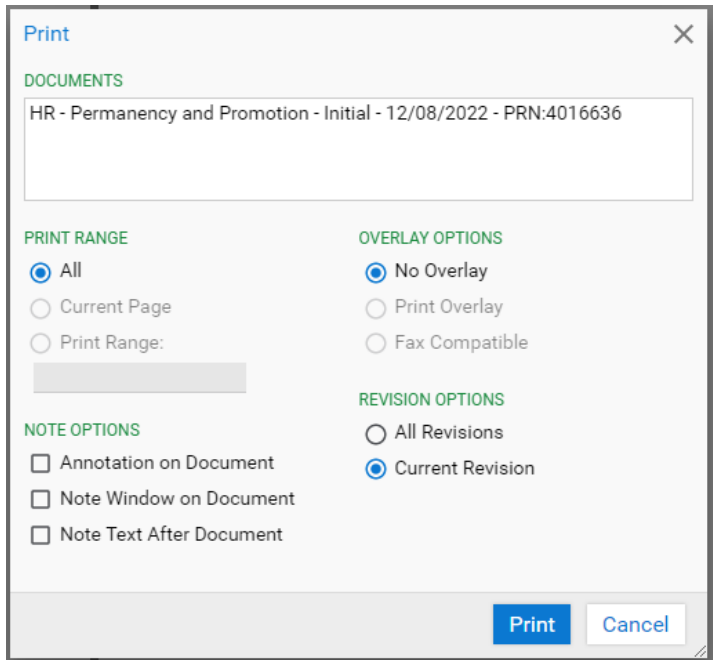 Print
DOCUMENTS
HR - Permanency and Promotion - Initial - 12/08/2022 - PRN:4016636
PRINT RANGE
All
Current Page
Print Range:
NOTE OPTIONS
Annotation on Document
Note Window on Document
Note Text After Document
OVERLAY OPTIONS
No Overlay
Print Overlay
Fax Compatible
REVISION OPTIONS
All Revisions
Current Revision
Print
Cancel